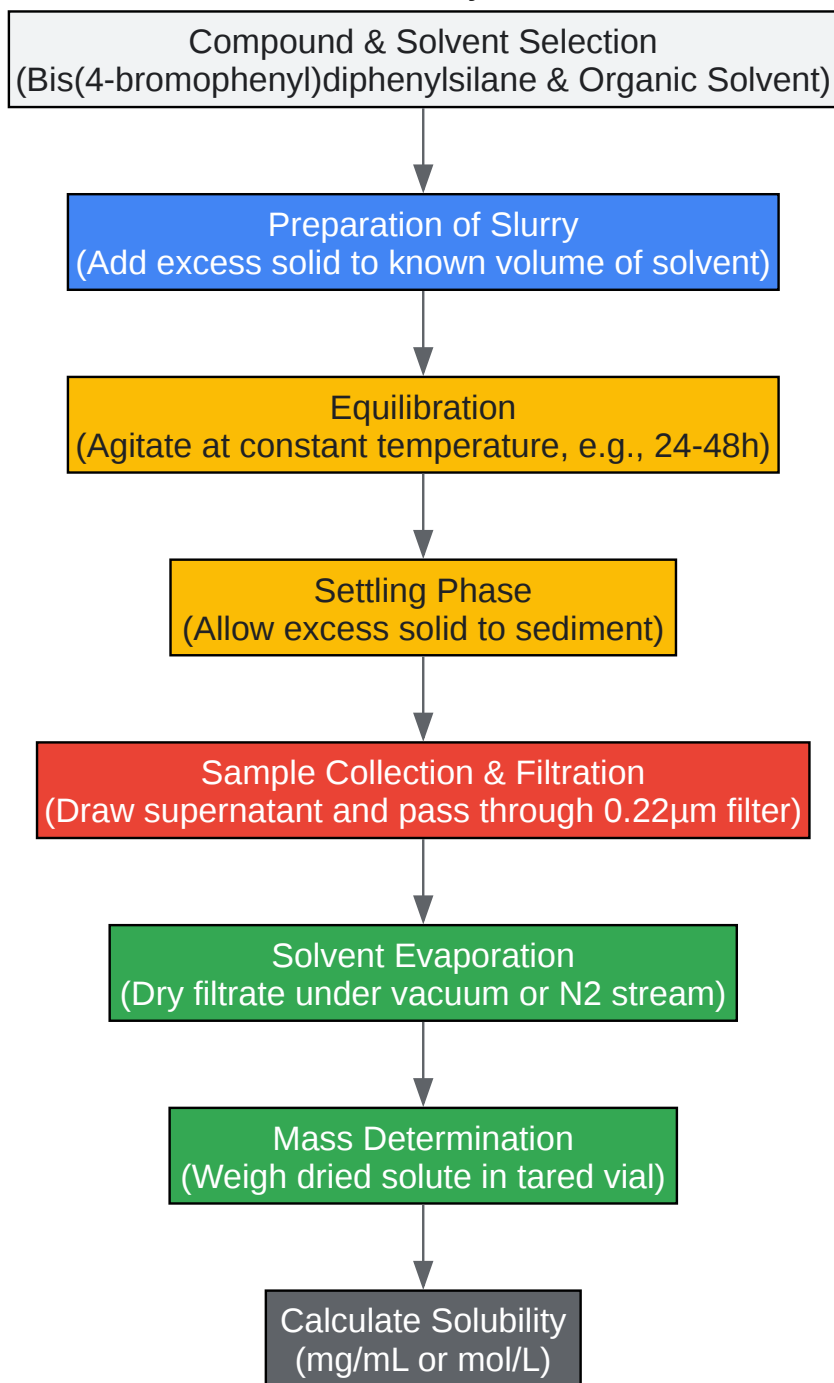 Compound & Solvent Selection
(Bis(4-bromophenyl)diphenylsilane & Organic Solvent)
Preparation of Slurry
(Add excess solid to known volume of solvent)
Equilibration
(Agitate at constant temperature, e.g., 24-48h)
Settling Phase
(Allow excess solid to sediment)
Sample Collection & Filtration
(Draw supernatant and pass through 0.22µm filter)
Solvent Evaporation
(Dry filtrate under vacuum or N2 stream)
Mass Determination
(Weigh dried solute in tared vial)
Calculate Solubility
(mg/mL or mol/L)